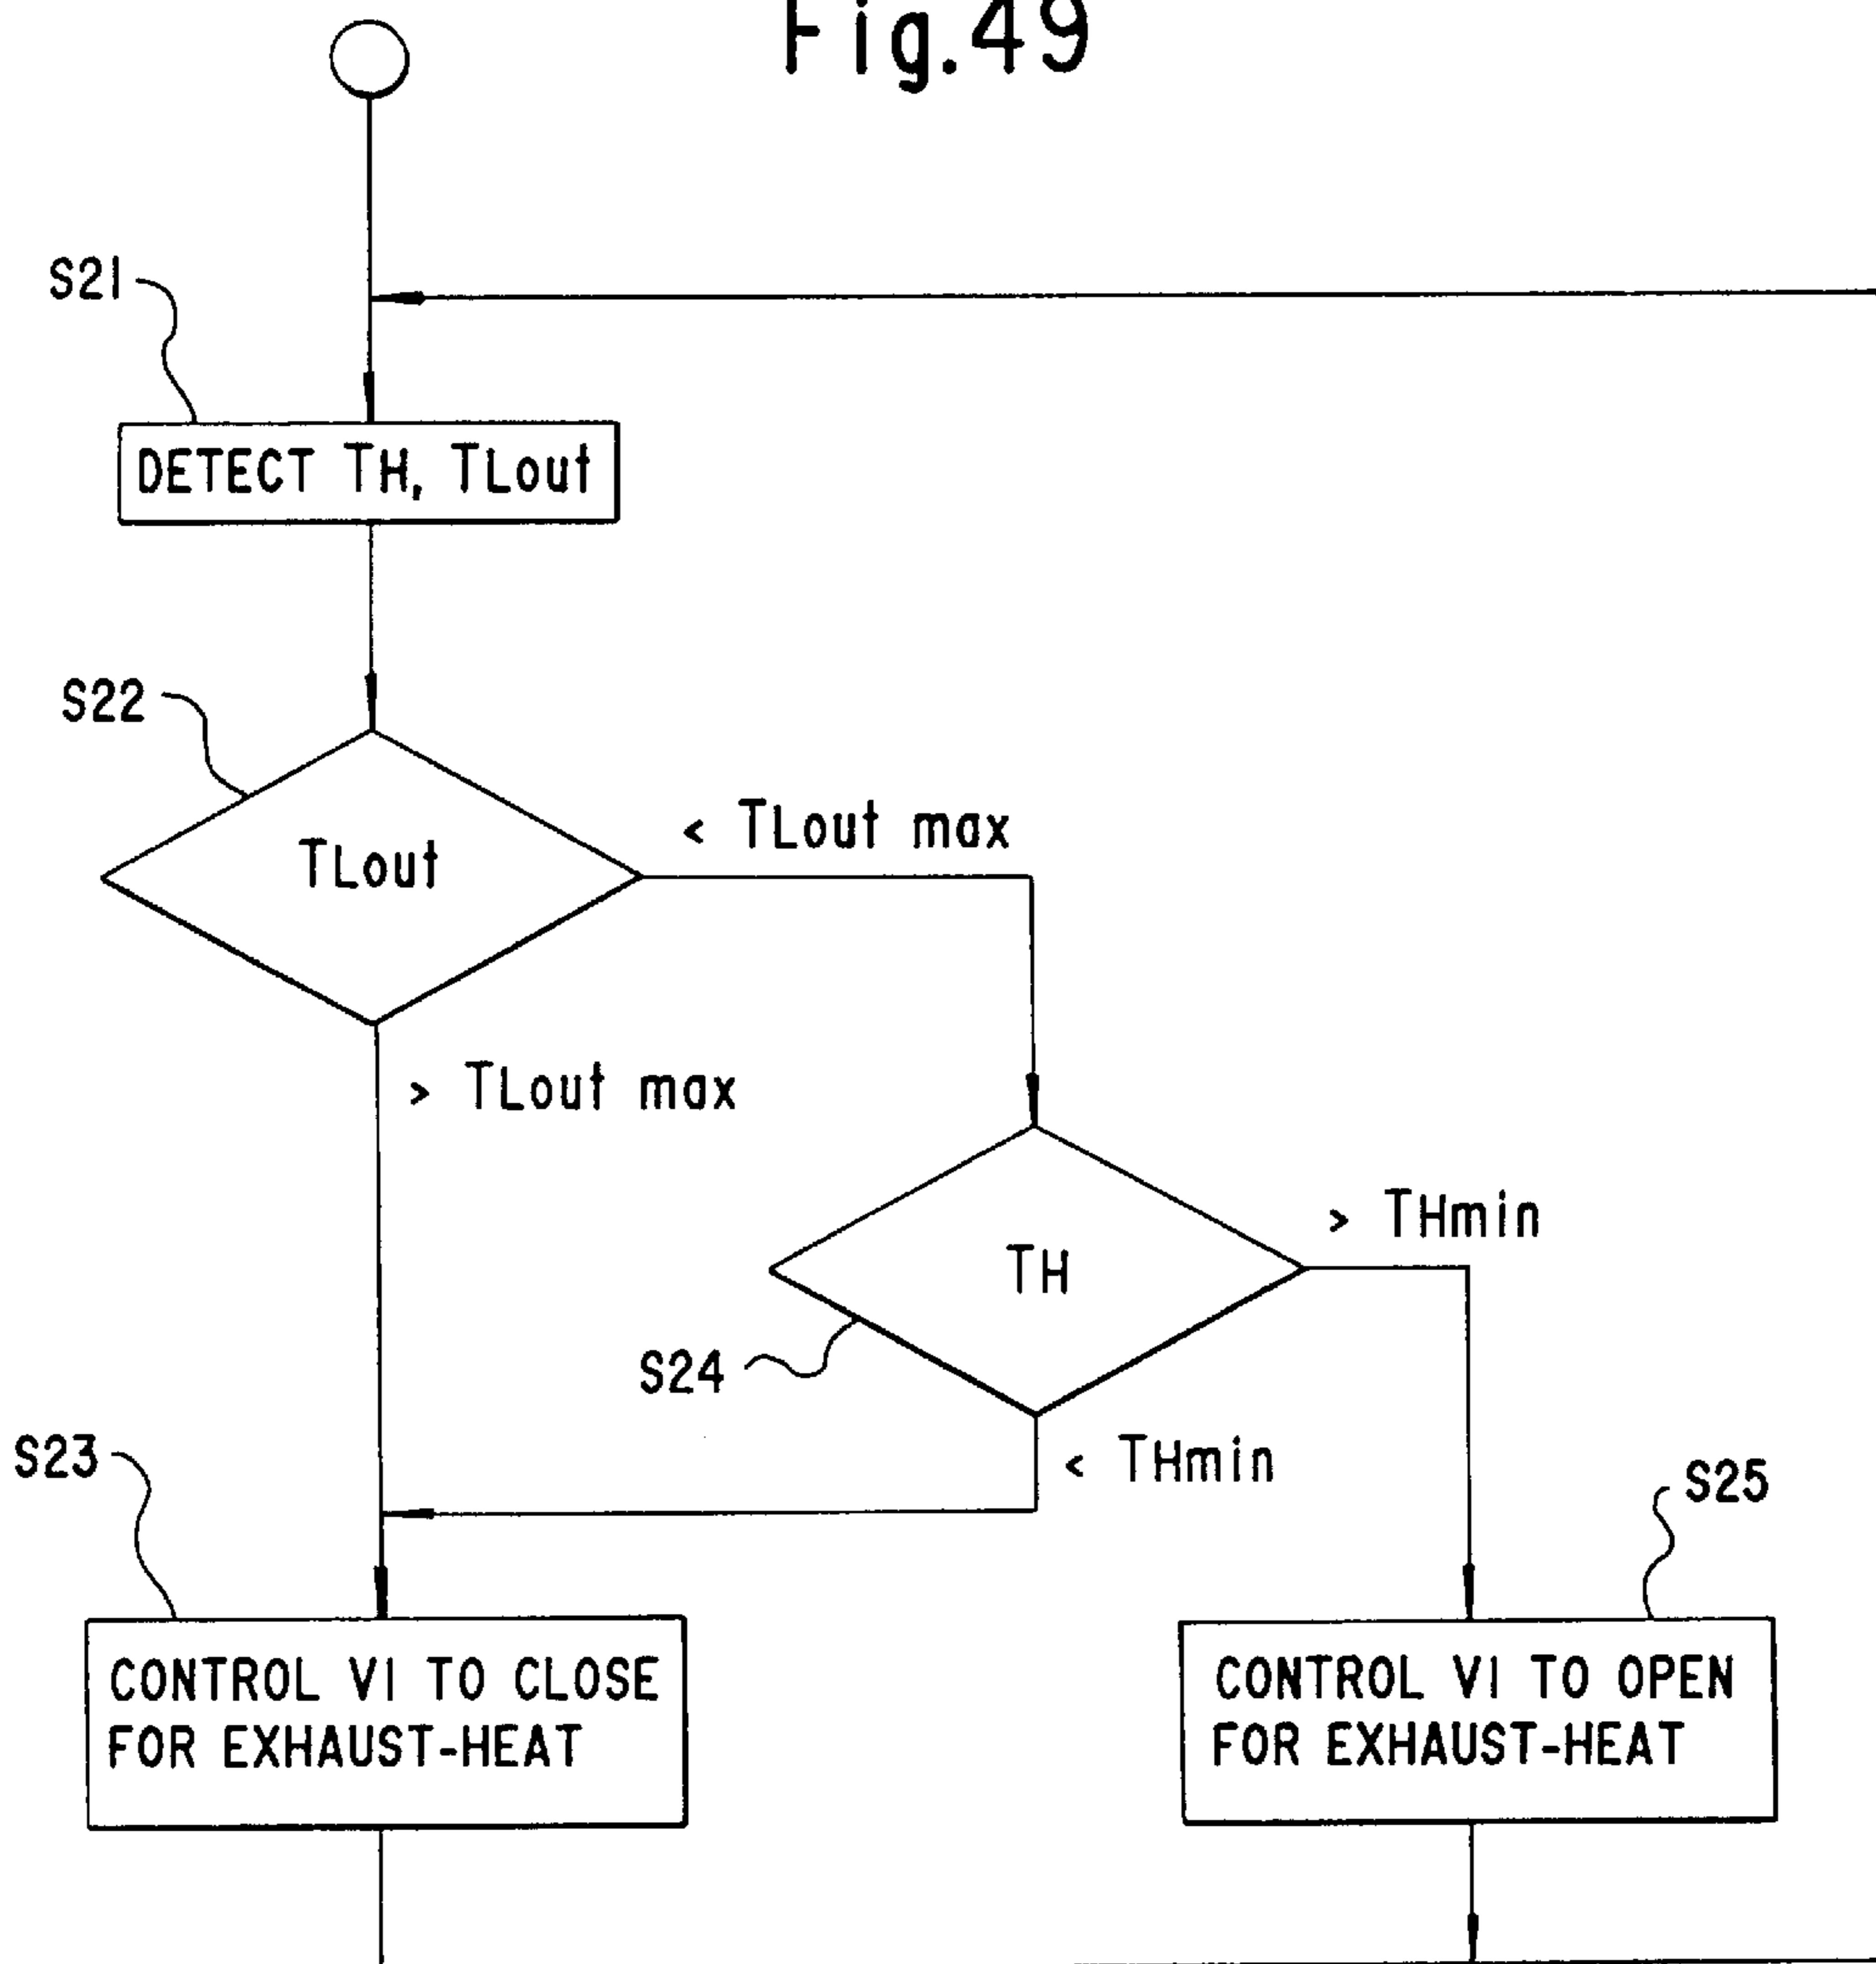 Fig.49
S21
DETECT TH, TLout
S22
TLout
< TLout max
> TLout max
TH
> THmin
S24
< THmin
S23
S25
CONTROL V1 TO CLOSE
FOR EXHAUST-HEAT
CONTROL V1 TO OPEN
FOR EXHAUST-HEAT